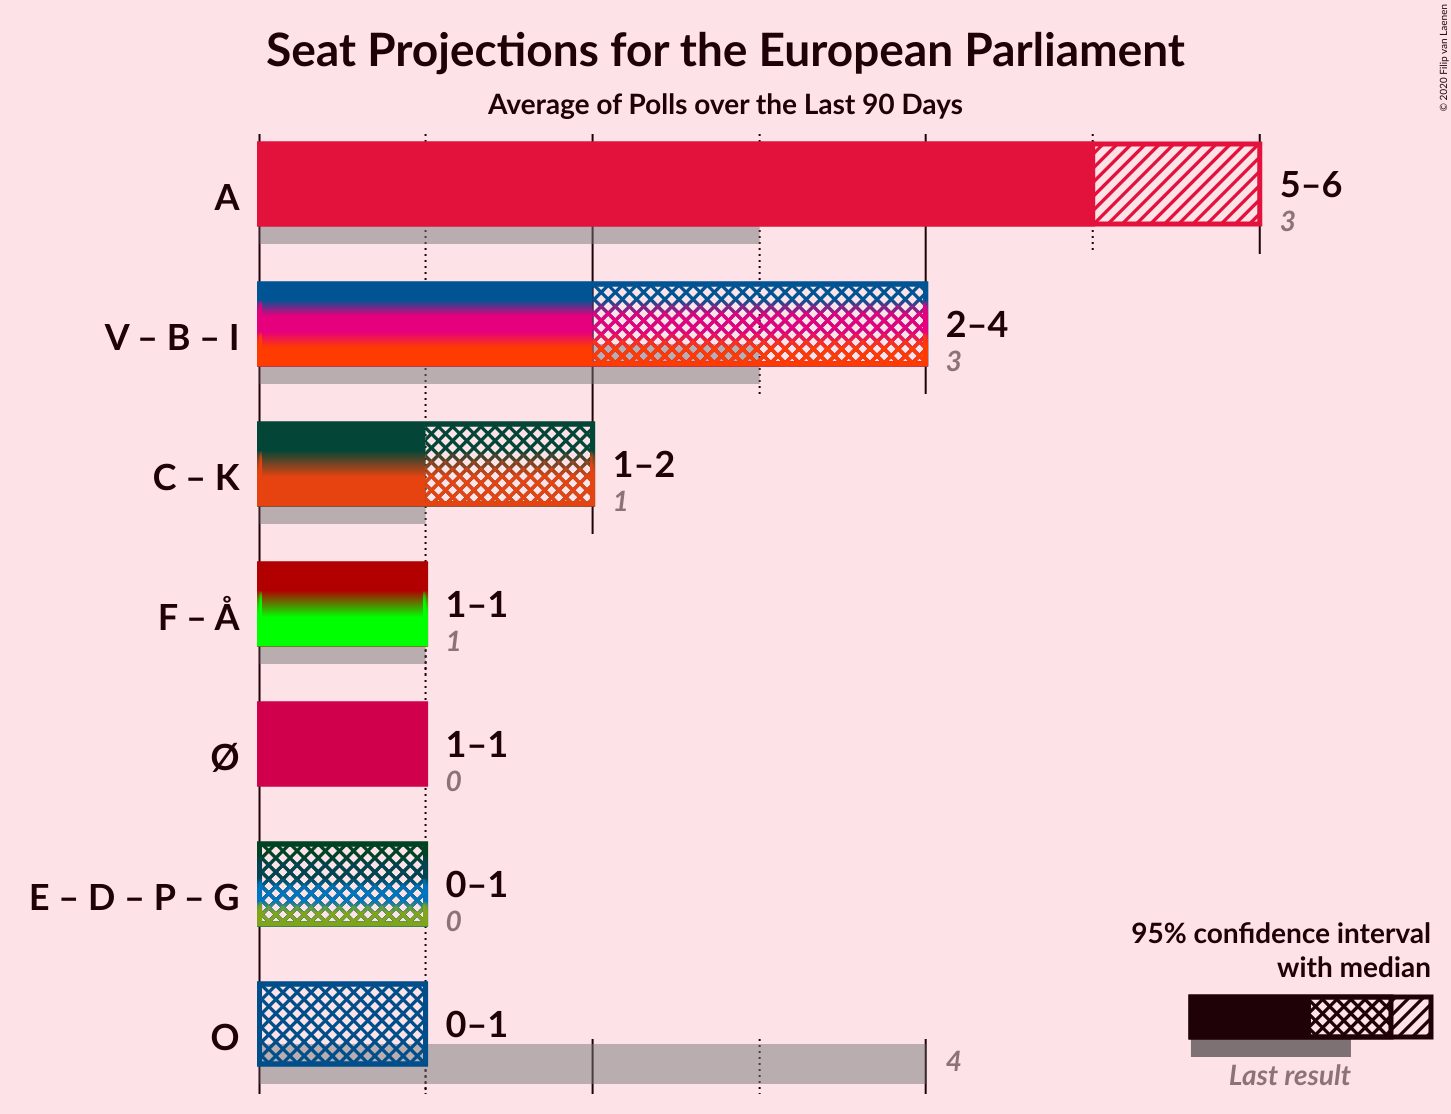 Seat Projections for the European Parliament
Average of Polls over the Last 90 Days
© 2020 Filip van Laenen
A
5–6
3
V – B – I
2–4
3
C – K
1–2
1
F – Å
1–1
1
Ø
1–1
0
E – D – P – G
0–1
0
O
0–1
4
95% confidence interval
with median
Last result